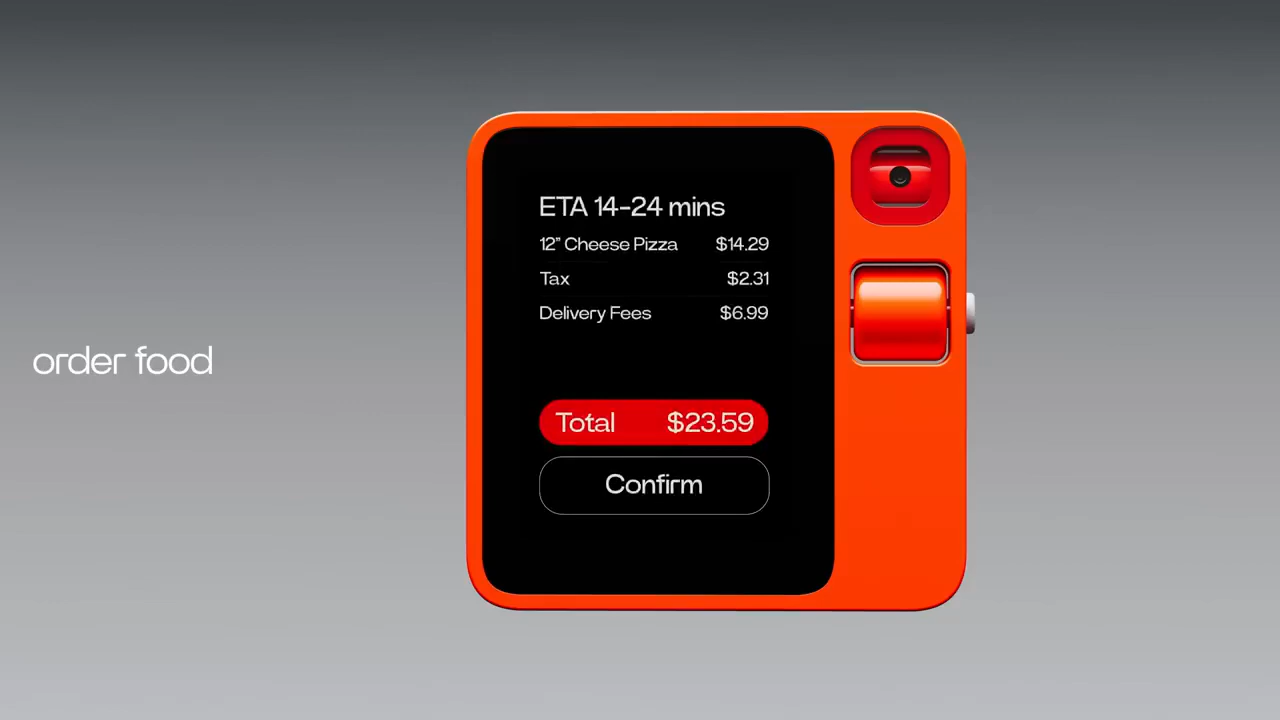 order food
ETA 14-24 mins
12" Cheese Pizza $14.29
Tax $2.31
Delivery Fees $6.99
Total $23.59
Confirm